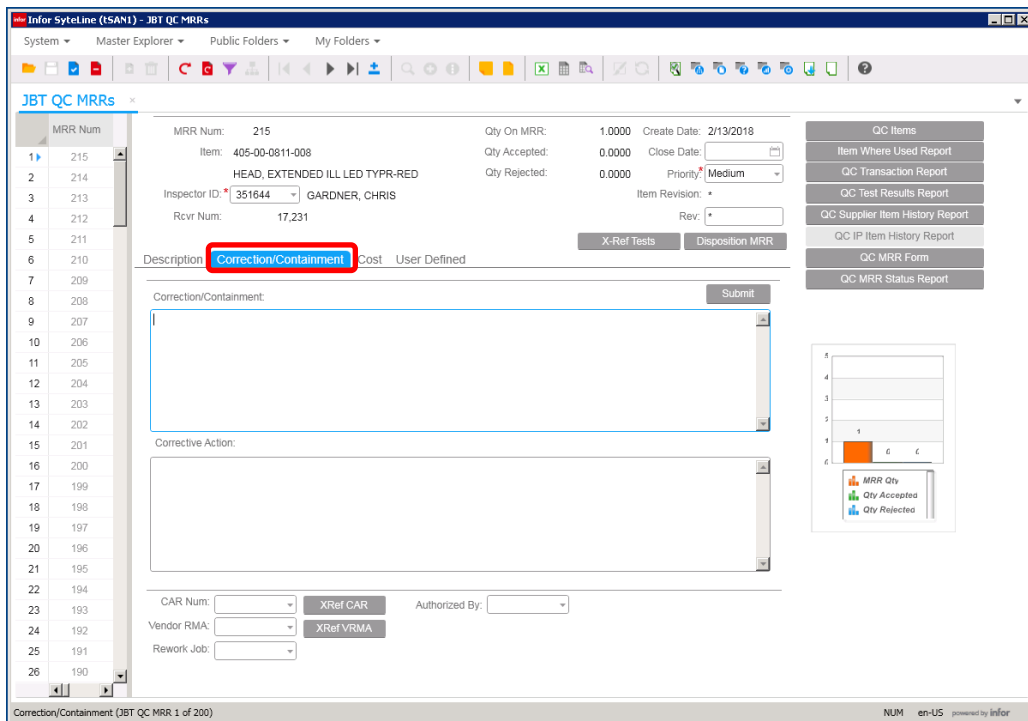 infor Infor SyteLine (tSAN1) - JBT QC MRRs
System Master Explorer Public Folders My Folders
JBT QC MRRs ×
MRR Num
1 215
2 214
3 213
4 212
5 211
6 210
7 209
8 208
9 207
10 206
11 205
12 204
13 203
14 202
15 201
16 200
17 199
18 198
19 197
20 196
21 195
22 194
23 193
24 192
25 191
26 190
MRR Num: 215 Qty On MRR: 1.0000 Create Date: 2/13/2018
Item: 405-00-0811-008 Qty Accepted: 0.0000 Close Date:
HEAD, EXTENDED ILL LED TYPR-RED Qty Rejected: 0.0000 Priority:* Medium
Inspector ID:* 351644 GARDNER, CHRIS Item Revision: *
Rcvr Num: 17,231 Rev: *
X-Ref Tests Disposition MRR
Description Correction/Containment Cost User Defined
Correction/Containment: Submit
Corrective Action:
CAR Num: XRef CAR Authorized By:
Vendor RMA: XRef VRMA
Rework Job:
QC Items
Item Where Used Report
QC Transaction Report
QC Test Results Report
QC Supplier Item History Report
QC IP Item History Report
QC MRR Form
QC MRR Status Report
5
4
3
2
1
0
1 0 0
MRR Qty
Qty Accepted
Qty Rejected
Correction/Containment (JBT QC MRR 1 of 200) NUM en-US powered by infor